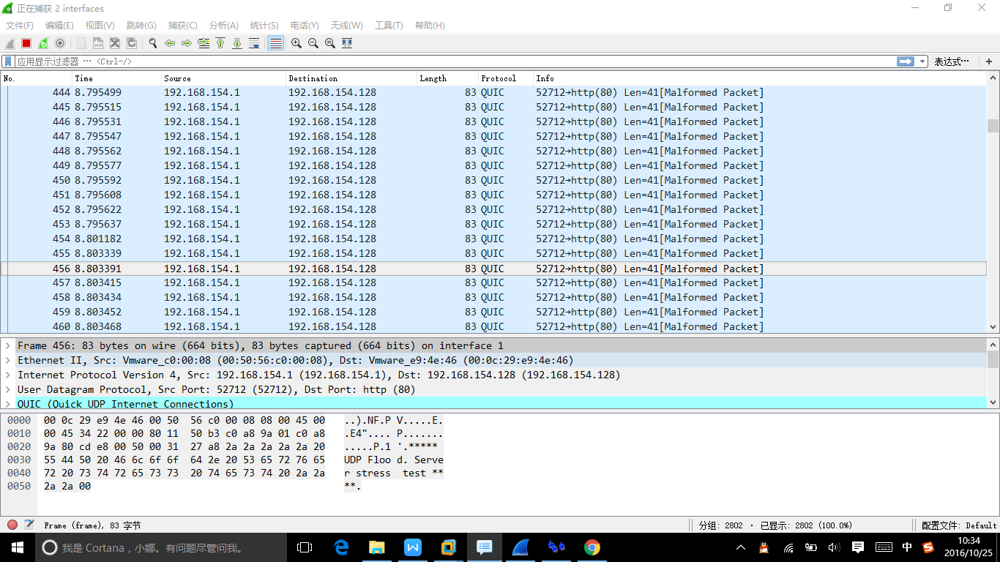 正在捕获 2 interfaces
文件(F) 编辑(E) 视图(V) 跳转(G) 捕获(C) 分析(A) 统计(S) 电话(Y) 无线(W) 工具(T) 帮助(H)
应用显示过滤器 … <Ctrl-/> 表达式… +
No. Time Source Destination Length Protocol Info
444 8.795499 192.168.154.1 192.168.154.128 83 QUIC 52712→http(80) Len=41[Malformed Packet]
445 8.795515 192.168.154.1 192.168.154.128 83 QUIC 52712→http(80) Len=41[Malformed Packet]
446 8.795531 192.168.154.1 192.168.154.128 83 QUIC 52712→http(80) Len=41[Malformed Packet]
447 8.795547 192.168.154.1 192.168.154.128 83 QUIC 52712→http(80) Len=41[Malformed Packet]
448 8.795562 192.168.154.1 192.168.154.128 83 QUIC 52712→http(80) Len=41[Malformed Packet]
449 8.795577 192.168.154.1 192.168.154.128 83 QUIC 52712→http(80) Len=41[Malformed Packet]
450 8.795592 192.168.154.1 192.168.154.128 83 QUIC 52712→http(80) Len=41[Malformed Packet]
451 8.795608 192.168.154.1 192.168.154.128 83 QUIC 52712→http(80) Len=41[Malformed Packet]
452 8.795622 192.168.154.1 192.168.154.128 83 QUIC 52712→http(80) Len=41[Malformed Packet]
453 8.795637 192.168.154.1 192.168.154.128 83 QUIC 52712→http(80) Len=41[Malformed Packet]
454 8.801182 192.168.154.1 192.168.154.128 83 QUIC 52712→http(80) Len=41[Malformed Packet]
455 8.803339 192.168.154.1 192.168.154.128 83 QUIC 52712→http(80) Len=41[Malformed Packet]
456 8.803391 192.168.154.1 192.168.154.128 83 QUIC 52712→http(80) Len=41[Malformed Packet]
457 8.803415 192.168.154.1 192.168.154.128 83 QUIC 52712→http(80) Len=41[Malformed Packet]
458 8.803434 192.168.154.1 192.168.154.128 83 QUIC 52712→http(80) Len=41[Malformed Packet]
459 8.803452 192.168.154.1 192.168.154.128 83 QUIC 52712→http(80) Len=41[Malformed Packet]
460 8.803468 192.168.154.1 192.168.154.128 83 QUIC 52712→http(80) Len=41[Malformed Packet]
Frame 456: 83 bytes on wire (664 bits), 83 bytes captured (664 bits) on interface 1
Ethernet II, Src: Vmware_c0:00:08 (00:50:56:c0:00:08), Dst: Vmware_e9:4e:46 (00:0c:29:e9:4e:46)
Internet Protocol Version 4, Src: 192.168.154.1 (192.168.154.1), Dst: 192.168.154.128 (192.168.154.128)
User Datagram Protocol, Src Port: 52712 (52712), Dst Port: http (80)
QUIC (Quick UDP Internet Connections)
0000 00 0c 29 e9 4e 46 00 50 56 c0 00 08 08 00 45 00 ..).NF.P V.....E.
0010 00 45 34 22 00 00 80 11 50 b3 c0 a8 9a 01 c0 a8 .E4".... P.......
0020 9a 80 cd e8 00 50 00 31 27 a8 2a 2a 2a 2a 2a 20 .....P.1 '.*****
0030 55 44 50 20 46 6c 6f 6f 64 2e 20 53 65 72 76 65 UDP Floo d. Serve
0040 72 20 73 74 72 65 73 73 20 74 65 73 74 20 2a 2a r stress test **
0050 2a 2a 00 **.
Frame (frame), 83 字节 分组: 2802 · 已显示: 2802 (100.0%) 配置文件: Default
我是 Cortana，小娜。有问题尽管问我。 中 10:34
2016/10/25